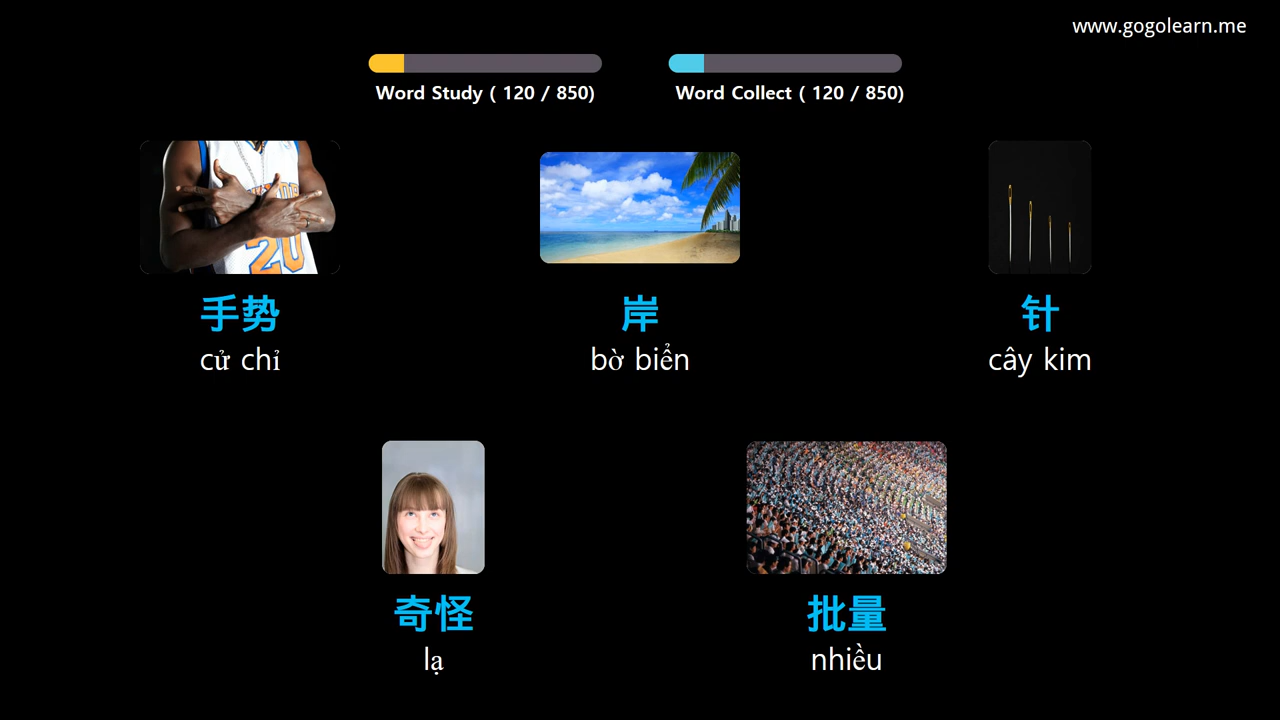 www.gogolearn.me
Word Study ( 120 / 850)
Word Collect ( 120 / 850)
20
手势
cử chỉ
岸
bờ biển
针
cây kim
奇怪
lạ
批量
nhiều